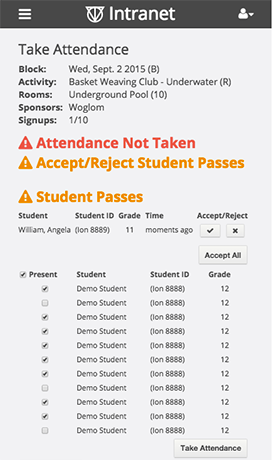 Intranet
Take Attendance
Block: Wed, Sept. 2 2015 (B)
Activity: Basket Weaving Club - Underwater (R)
Rooms: Underground Pool (10)
Sponsors: Woglom
Signups: 1/10
Attendance Not Taken
Accept/Reject Student Passes
Student Passes
Student Student ID Grade Time Accept/Reject
William, Angela (Ion 8889) 11 moments ago
Accept All
Present Student Student ID Grade
Demo Student (Ion 8888) 12
Demo Student (Ion 8888) 12
Demo Student (Ion 8888) 12
Demo Student (Ion 8888) 12
Demo Student (Ion 8888) 12
Demo Student (Ion 8888) 12
Demo Student (Ion 8888) 12
Demo Student (Ion 8888) 12
Demo Student (Ion 8888) 12
Demo Student (Ion 8888) 12
Demo Student (Ion 8888) 12
Take Attendance